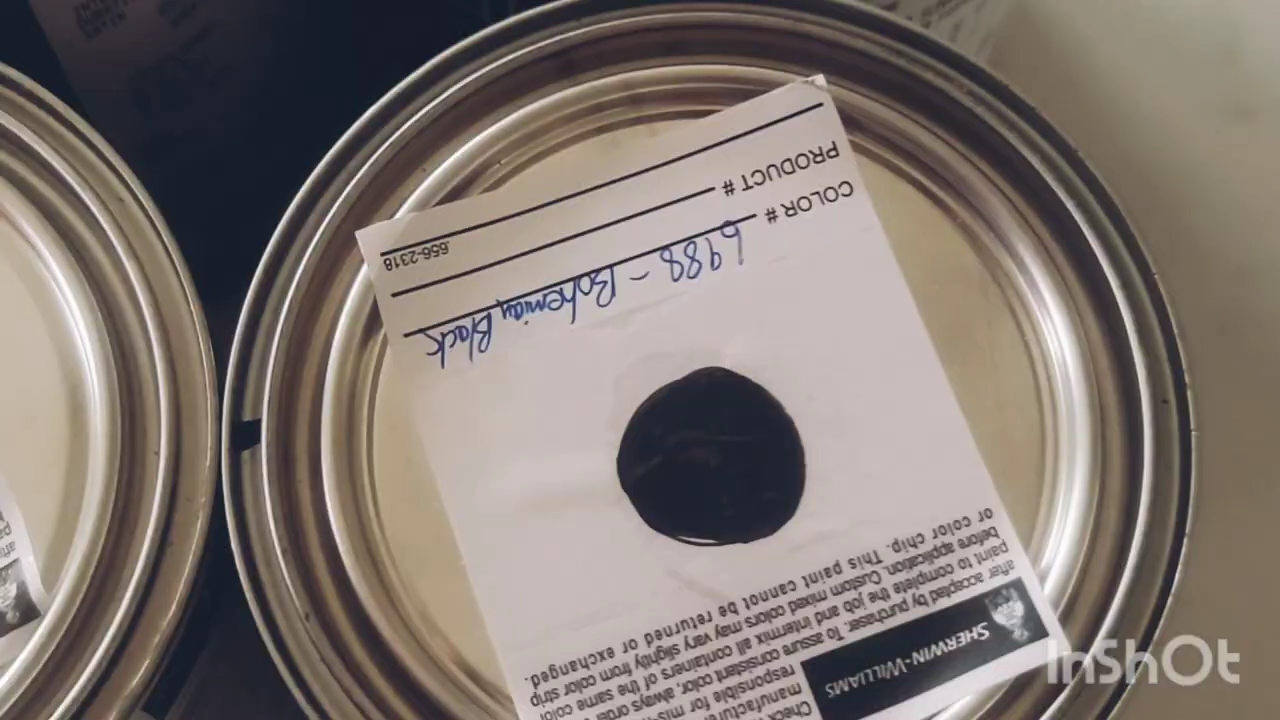 SHERWIN-WILLIAMS
Check
manufacturer
responsible for mis-
sure consistent color, always order
after accepted by purchaser. To assure
paint to complete the job and intermix all containers of the same color
before application. Custom mixed colors may vary slightly from color strip
or color chip. This paint cannot be returned or exchanged.
6988 - Bohemian Black
COLOR #
PRODUCT #
656-2318
InShOt